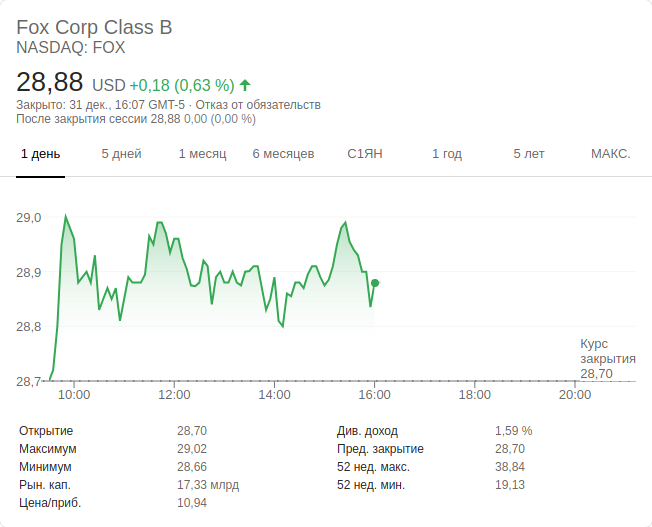 Fox Corp Class B
NASDAQ: FOX
28,88 USD +0,18 (0,63 %)
Закрыто: 31 дек., 16:07 GMT-5 · Отказ от обязательств
После закрытия сессии 28,88 0,00 (0,00 %)
1 день 5 дней 1 месяц 6 месяцев С1ЯН 1 год 5 лет МАКС.
29,0
28,9
28,8
28,7
Курс
закрытия
28,70
10:00 12:00 14:00 16:00 18:00 20:00
Открытие 28,70 Див. доход 1,59 %
Максимум 29,02 Пред. закрытие 28,70
Минимум 28,66 52 нед. макс. 38,84
Рын. кап. 17,33 млрд 52 нед. мин. 19,13
Цена/приб. 10,94